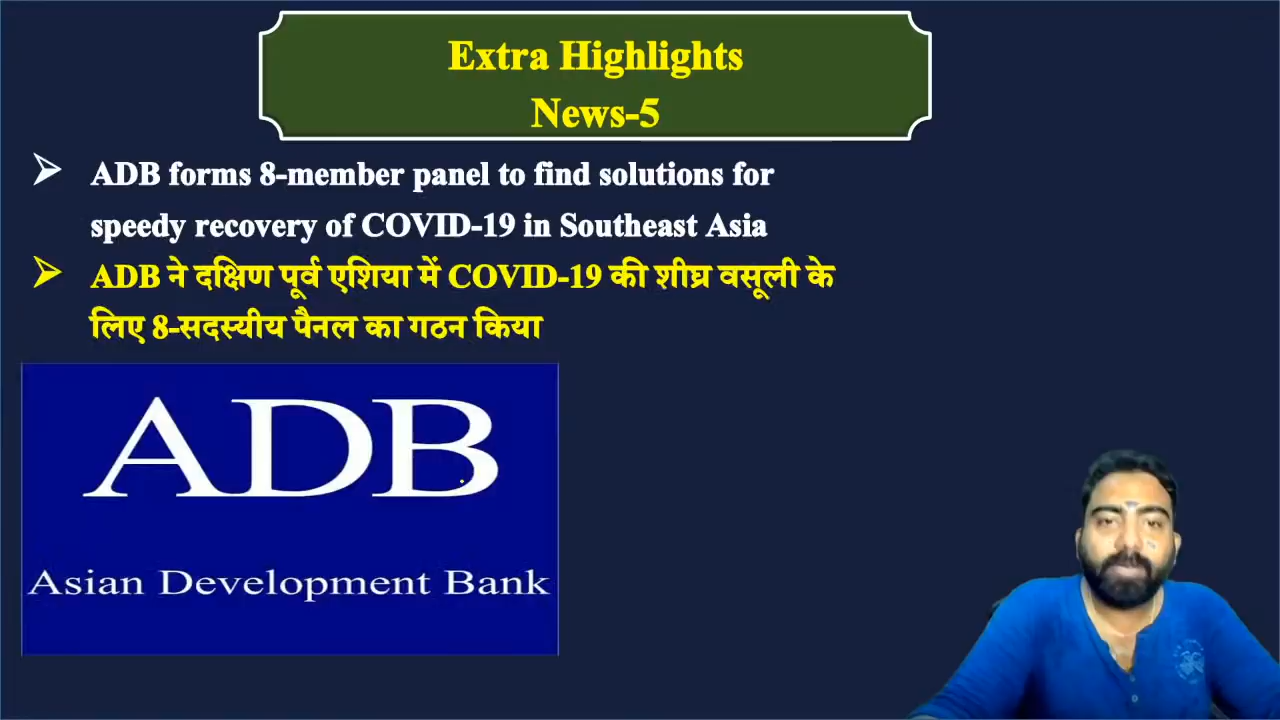 Extra Highlights
News-5
ADB forms 8-member panel to find solutions for
speedy recovery of COVID-19 in Southeast Asia
ADB ने दक्षिण पूर्व एशिया में COVID-19 की शीघ्र वसूली के
लिए 8-सदस्यीय पैनल का गठन किया
ADB
Asian Development Bank